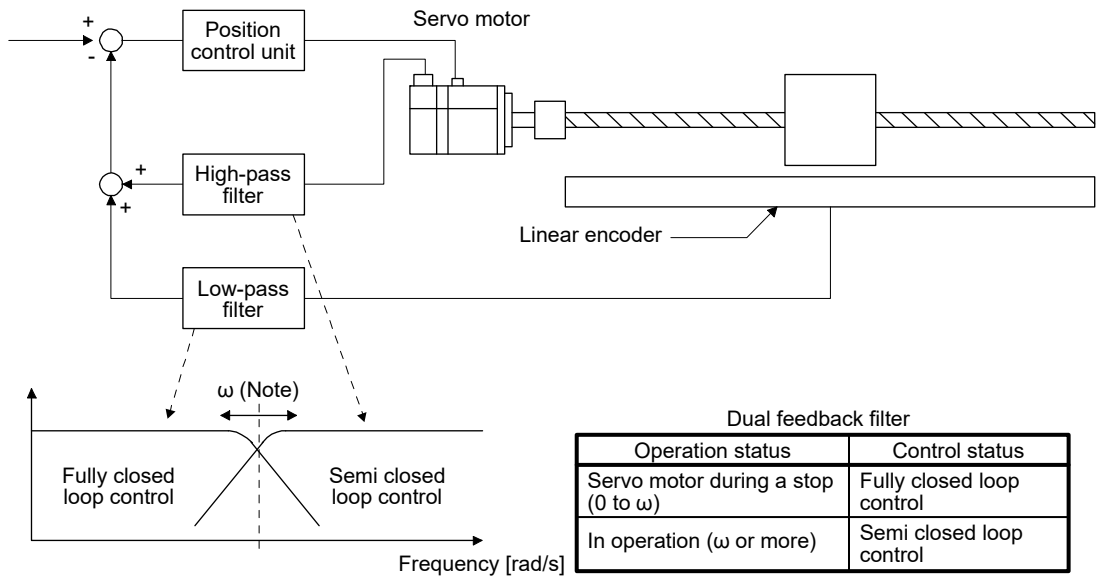 Servo motor
+
-
Position
control unit
+
+
High-pass
filter
Linear encoder
Low-pass
filter
ω (Note)
Fully closed
loop control
Semi closed
loop control
Frequency [rad/s]
Dual feedback filter
Operation status Control status
Servo motor during a stop
(0 to ω)
Fully closed loop
control
In operation (ω or more)
Semi closed loop
control